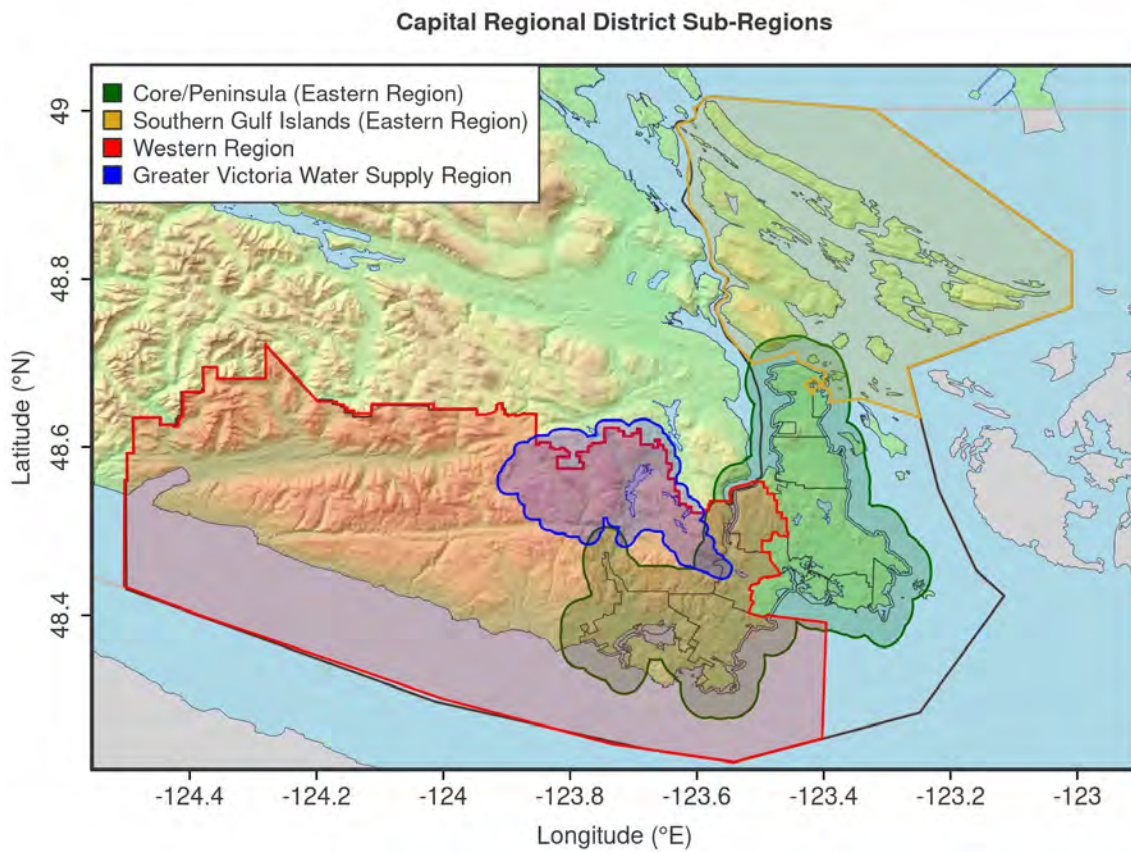 Capital Regional District Sub-Regions
Core/Peninsula (Eastern Region)
Southern Gulf Islands (Eastern Region)
Western Region
Greater Victoria Water Supply Region
49
48.8
48.6
48.4
Latitude (°N)
-124.4 -124.2 -124 -123.8 -123.6 -123.4 -123.2 -123
Longitude (°E)